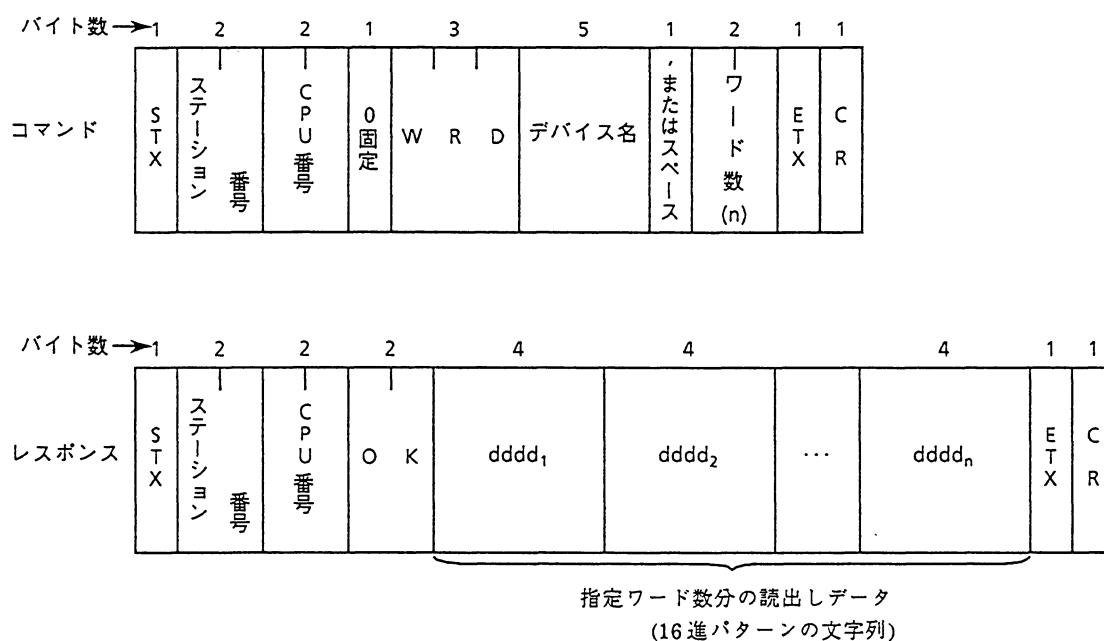 バイト数→1 2 2 1 3 5 1 2 1 1
コマンド
STX
ステーション番号
CPU番号
0固定
W R D
デバイス名
,またはスペース
ワード数(n)
ETX
CR
バイト数→1 2 2 2 4 4 4 1 1
レスポンス
STX
ステーション番号
CPU番号
O K
dddd₁
dddd₂
…
ddddₙ
ETX
CR
指定ワード数分の読出しデータ
(16進パターンの文字列)